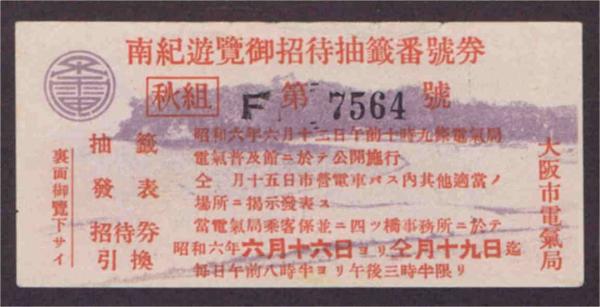 南紀遊覽御招待抽籤番號券
秋組 F 第 7564 號
抽籤 昭和六年六月十二日午前十時九條電氣局
電氣普及館ニ於テ公開施行
發表 仝 月十五日市營電車バス內其他適當ノ
場所ニ揭示發表ス
招待券引換 當電氣局乘客係並ニ四ツ橋事務所ニ於テ
昭和六年六月十六日ヨリ仝月十九日迄
每日午前八時半ヨリ午後三時半限リ
裏面御覽下サイ
大阪市電氣局